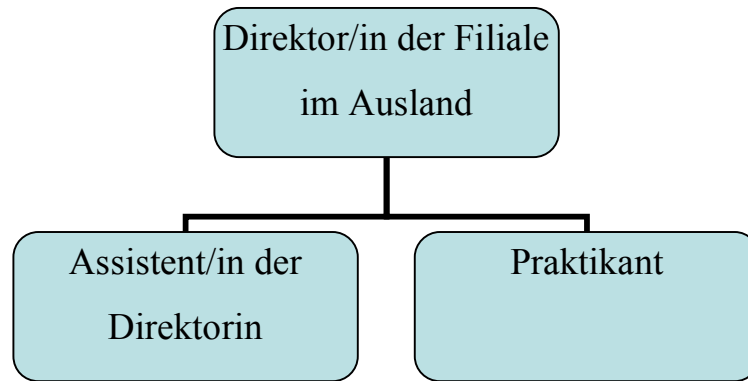 Direktor/in der Filiale
im Ausland
Assistent/in der
Direktorin
Praktikant